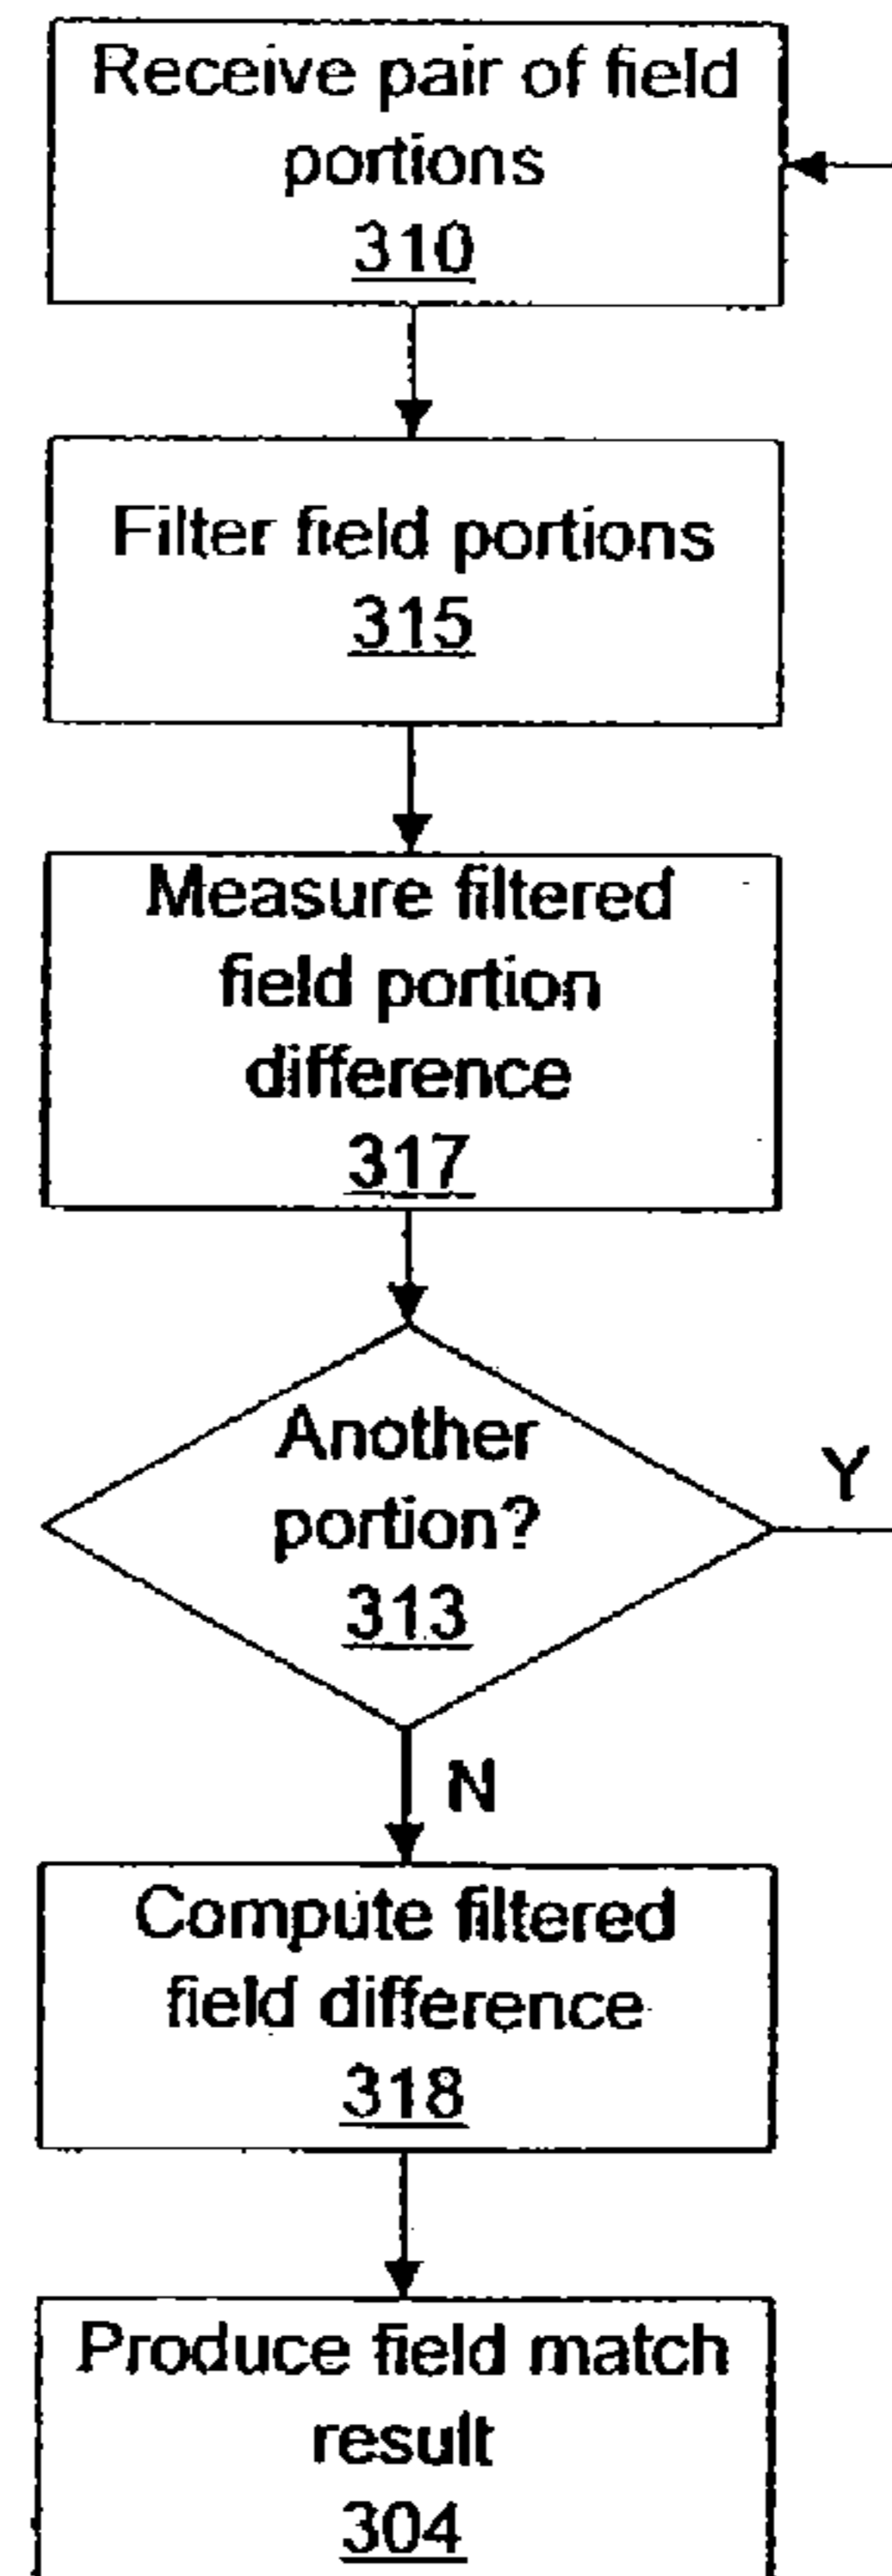 Receive pair of field
portions
310
Filter field portions
315
Measure filtered
field portion
difference
317
Another
portion?
313
Y
N
Compute filtered
field difference
318
Produce field match
result
304